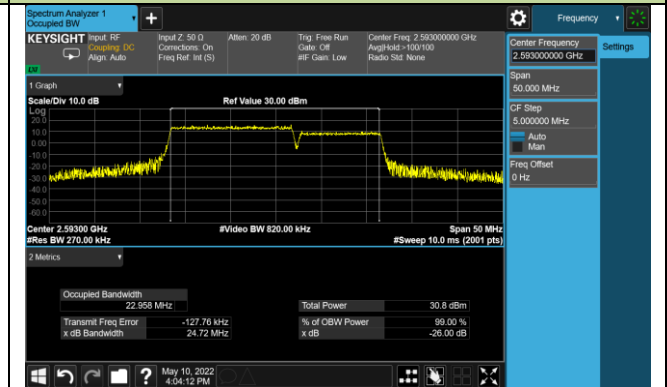 Spectrum Analyzer 1
Occupied BW
+
Frequency
KEYSIGHT
Input: RF
Coupling: DC
Align: Auto
Input Z: 50 Ω
Corrections: On
Freq Ref: Int (S)
Atten: 20 dB
Trig: Free Run
Gate: Off
#IF Gain: Low
Center Freq: 2.593000000 GHz
Avg|Hold:>100/100
Radio Std: None
LM
Center Frequency
2.593000000 GHz
Settings
Span
50.000 MHz
CF Step
5.000000 MHz
Auto
Man
Freq Offset
0 Hz
1 Graph
Scale/Div 10.0 dB
Ref Value 30.00 dBm
Log
20.0
10.0
0.00
-10.0
-20.0
-30.0
-40.0
-50.0
-60.0
Center 2.59300 GHz
#Video BW 820.00 kHz
Span 50 MHz
#Res BW 270.00 kHz
#Sweep 10.0 ms (2001 pts)
2 Metrics
Occupied Bandwidth
22.958 MHz
Total Power
30.8 dBm
Transmit Freq Error
-127.76 kHz
% of OBW Power
99.00 %
x dB Bandwidth
24.72 MHz
x dB
-26.00 dB
?
May 10, 2022
4:04:12 PM